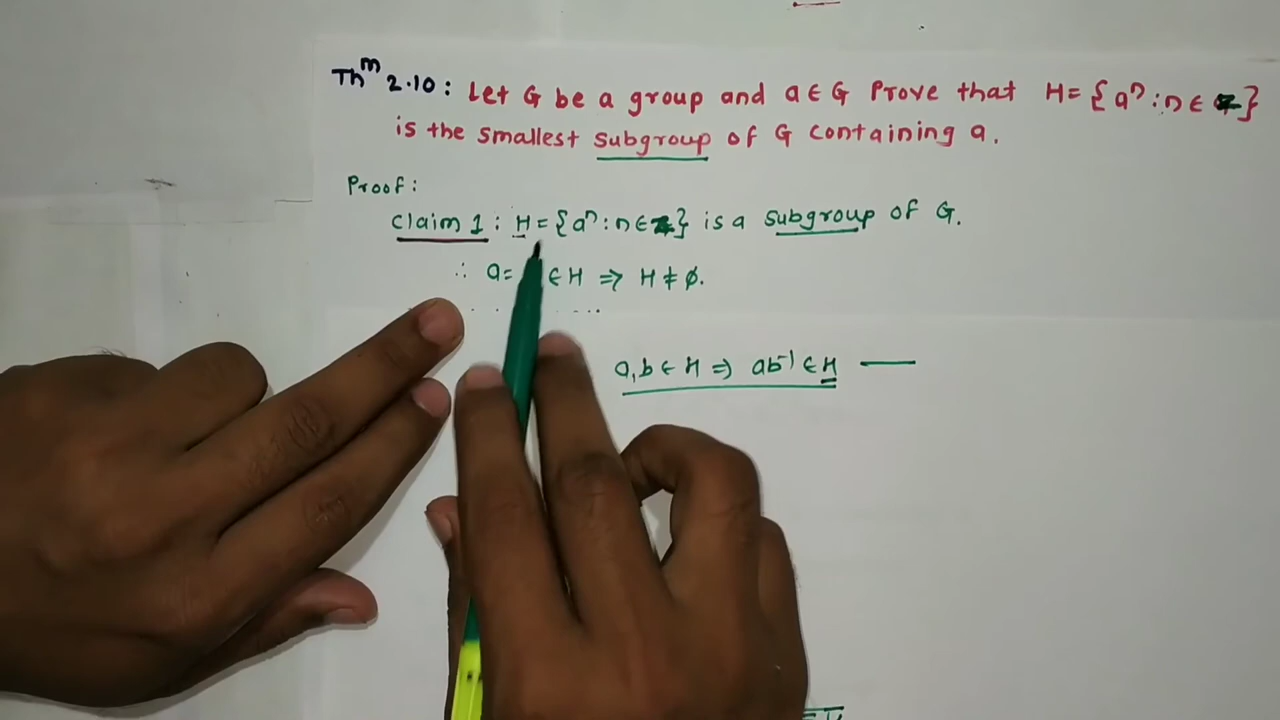 Thm 2.10: Let G be a group and a ∈ G Prove that H = {aⁿ : n ∈ Z}
is the smallest subgroup of G containing a.
Proof:
Claim 1: H = {aⁿ : n ∈ Z} is a subgroup of G.
∴ a = ∈ H ⇒ H ≠ ϕ.
a, b ∈ H ⇒ ab⁻¹ ∈ H